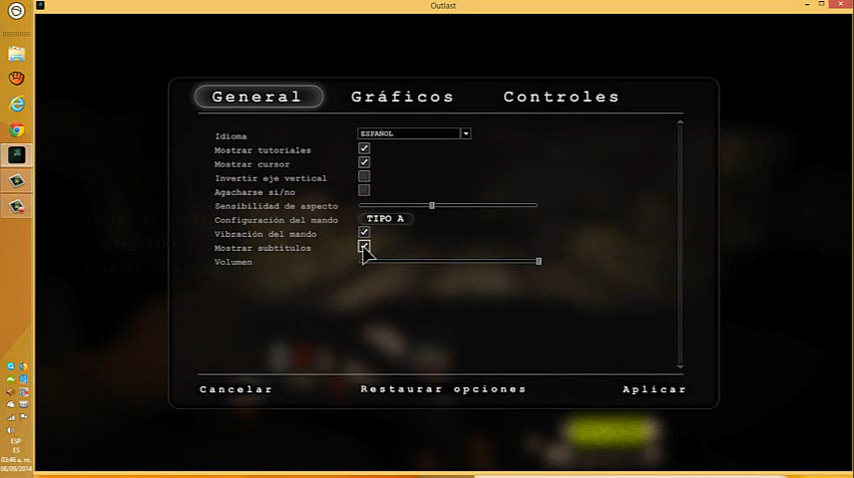 Outlast
General
Gráficos
Controles
Idioma
ESPAÑOL
Mostrar tutoriales
Mostrar cursor
Invertir eje vertical
Agacharse si/no
Sensibilidad de aspecto
Configuración del mando
TIPO A
Vibración del mando
Mostrar subtitulos
Volumen
Cancelar
Restaurar opciones
Aplicar
ESP
ES
03:46 a. m.
08/09/2014